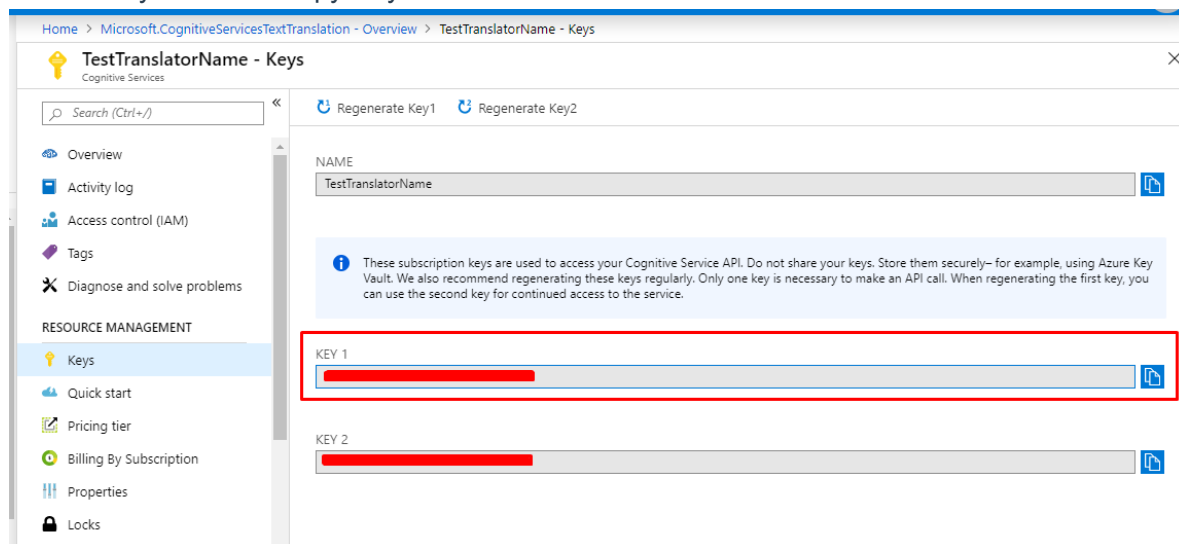 Home > Microsoft.CognitiveServicesTextTranslation - Overview > TestTranslatorName - Keys
TestTranslatorName - Keys
Cognitive Services
Search (Ctrl+/)
«
Overview
Activity log
Access control (IAM)
Tags
Diagnose and solve problems
RESOURCE MANAGEMENT
Keys
Quick start
Pricing tier
Billing By Subscription
Properties
Locks
Regenerate Key1 Regenerate Key2
NAME
TestTranslatorName
These subscription keys are used to access your Cognitive Service API. Do not share your keys. Store them securely– for example, using Azure Key
Vault. We also recommend regenerating these keys regularly. Only one key is necessary to make an API call. When regenerating the first key, you
can use the second key for continued access to the service.
KEY 1
KEY 2